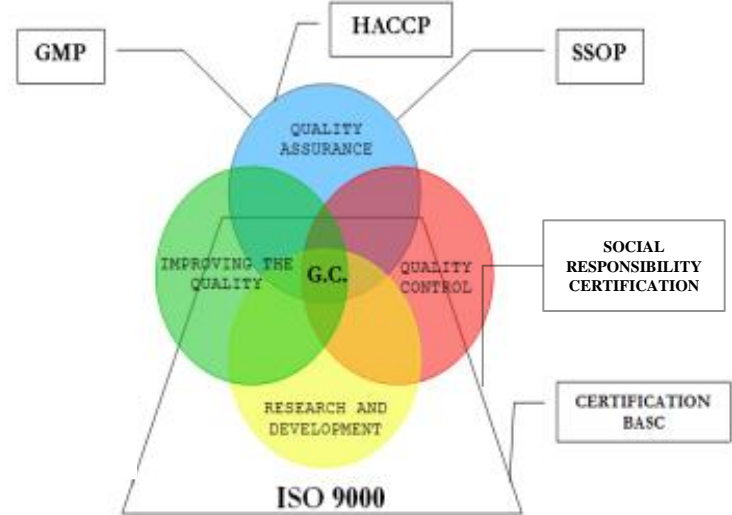 HACCP
GMP
SSOP
QUALITY
ASSURANCE
IMPROVING THE
QUALITY
G.C.
QUALITY
CONTROL
SOCIAL
RESPONSIBILITY
CERTIFICATION
RESEARCH AND
DEVELOPMENT
CERTIFICATION
BASC
ISO 9000